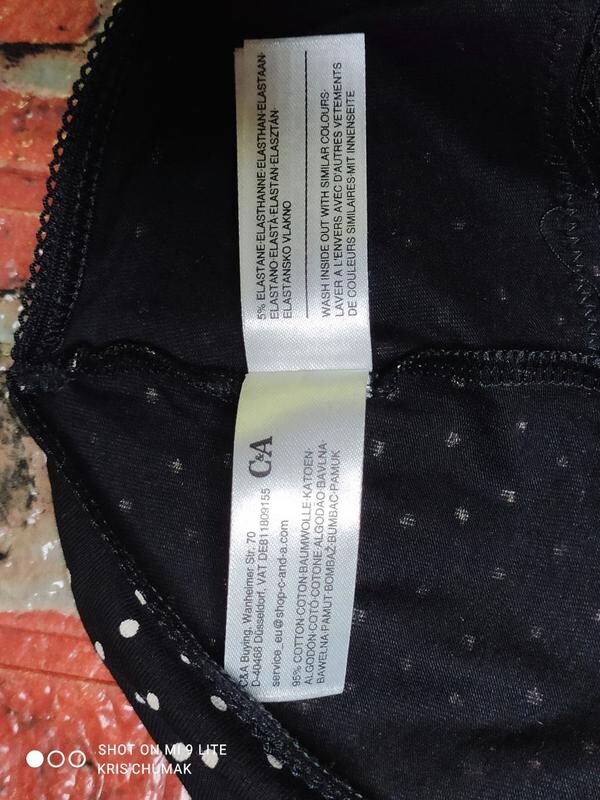 5% ELASTANE·ELASTHANNE·ELASTHAN·ELASTAAN·
ELASTANO·ELASTÀ·ELASTAN·ELASZTÁN·
ELASTANSKO VLAKNO
WASH INSIDE OUT WITH SIMILAR COLOURS·
LAVER A L'ENVERS AVEC D'AUTRES VETEMENTS
DE COULEURS SIMILAIRES·MIT INNENSEITE
C&A
C&A Buying, Wanheimer Str. 70
D-40468 Düsseldorf, VAT DE811809155
service_eu@shop-c-and-a.com
95% COTTON·COTON·BAUMWOLLE·KATOEN·
ALGODÓN·COTÓ·COTONE·ALGODÃO·BAVLNA·
BAWEŁNA·PAMUT·BOMBAŽ·BUMBAC·PAMUK
SHOT ON MI 9 LITE
KRIS'CHUMAK